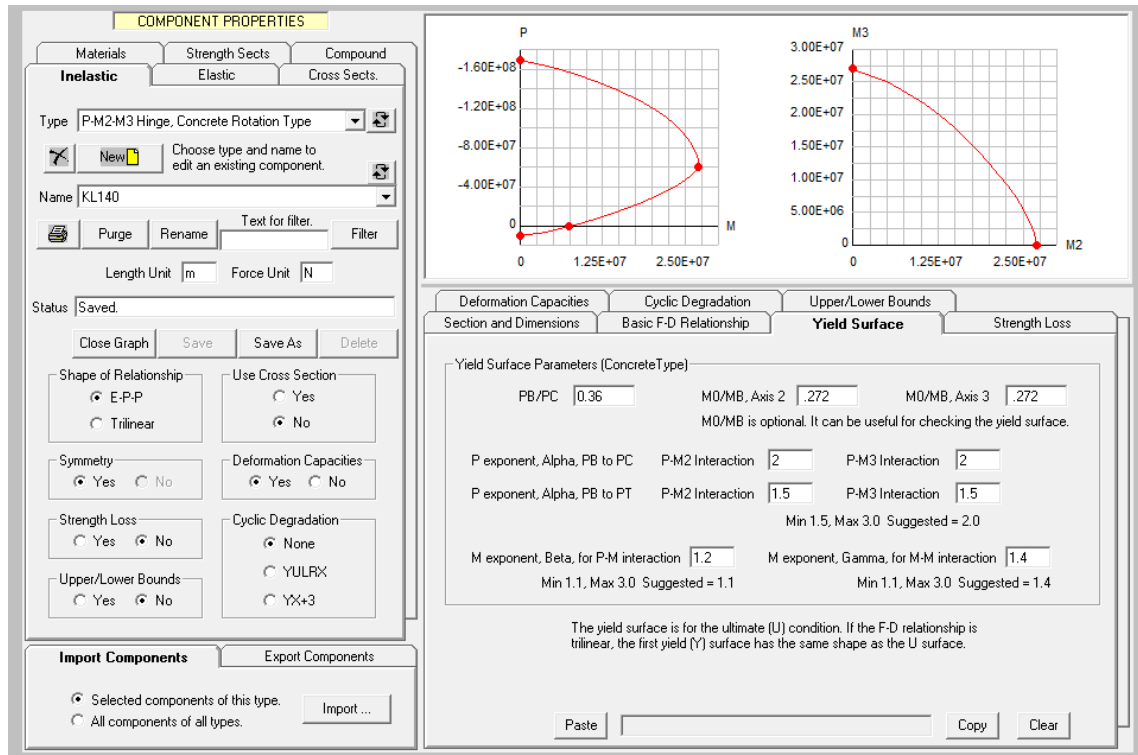 COMPONENT PROPERTIES
Materials Strength Sects Compound
Inelastic Elastic Cross Sects.
Type P-M2-M3 Hinge, Concrete Rotation Type
New Choose type and name to
edit an existing component.
Name KL140
Purge Rename Text for filter. Filter
Length Unit m Force Unit N
Status Saved.
Close Graph Save Save As Delete
Shape of Relationship
E-P-P
Trilinear
Use Cross Section
Yes
No
Symmetry
Yes No
Deformation Capacities
Yes No
Strength Loss
Yes No
Cyclic Degradation
None
YULRX
YX+3
Upper/Lower Bounds
Yes No
Import Components Export Components
Selected components of this type.
All components of all types.
Import ...
P
-1.60E+08
-1.20E+08
-8.00E+07
-4.00E+07
0
M
0 1.25E+07 2.50E+07
M3
3.00E+07
2.50E+07
2.00E+07
1.50E+07
1.00E+07
5.00E+06
0
M2
0 1.25E+07 2.50E+07
Deformation Capacities Cyclic Degradation Upper/Lower Bounds
Section and Dimensions Basic F-D Relationship Yield Surface Strength Loss
Yield Surface Parameters (ConcreteType)
PB/PC 0.36 M0/MB, Axis 2 .272 M0/MB, Axis 3 .272
M0/MB is optional. It can be useful for checking the yield surface.
P exponent, Alpha, PB to PC P-M2 Interaction 2 P-M3 Interaction 2
P exponent, Alpha, PB to PT P-M2 Interaction 1.5 P-M3 Interaction 1.5
Min 1.5, Max 3.0 Suggested = 2.0
M exponent, Beta, for P-M interaction 1.2 M exponent, Gamma, for M-M interaction 1.4
Min 1.1, Max 3.0 Suggested = 1.1 Min 1.1, Max 3.0 Suggested = 1.4
The yield surface is for the ultimate (U) condition. If the F-D relationship is
trilinear, the first yield (Y) surface has the same shape as the U surface.
Paste Copy Clear